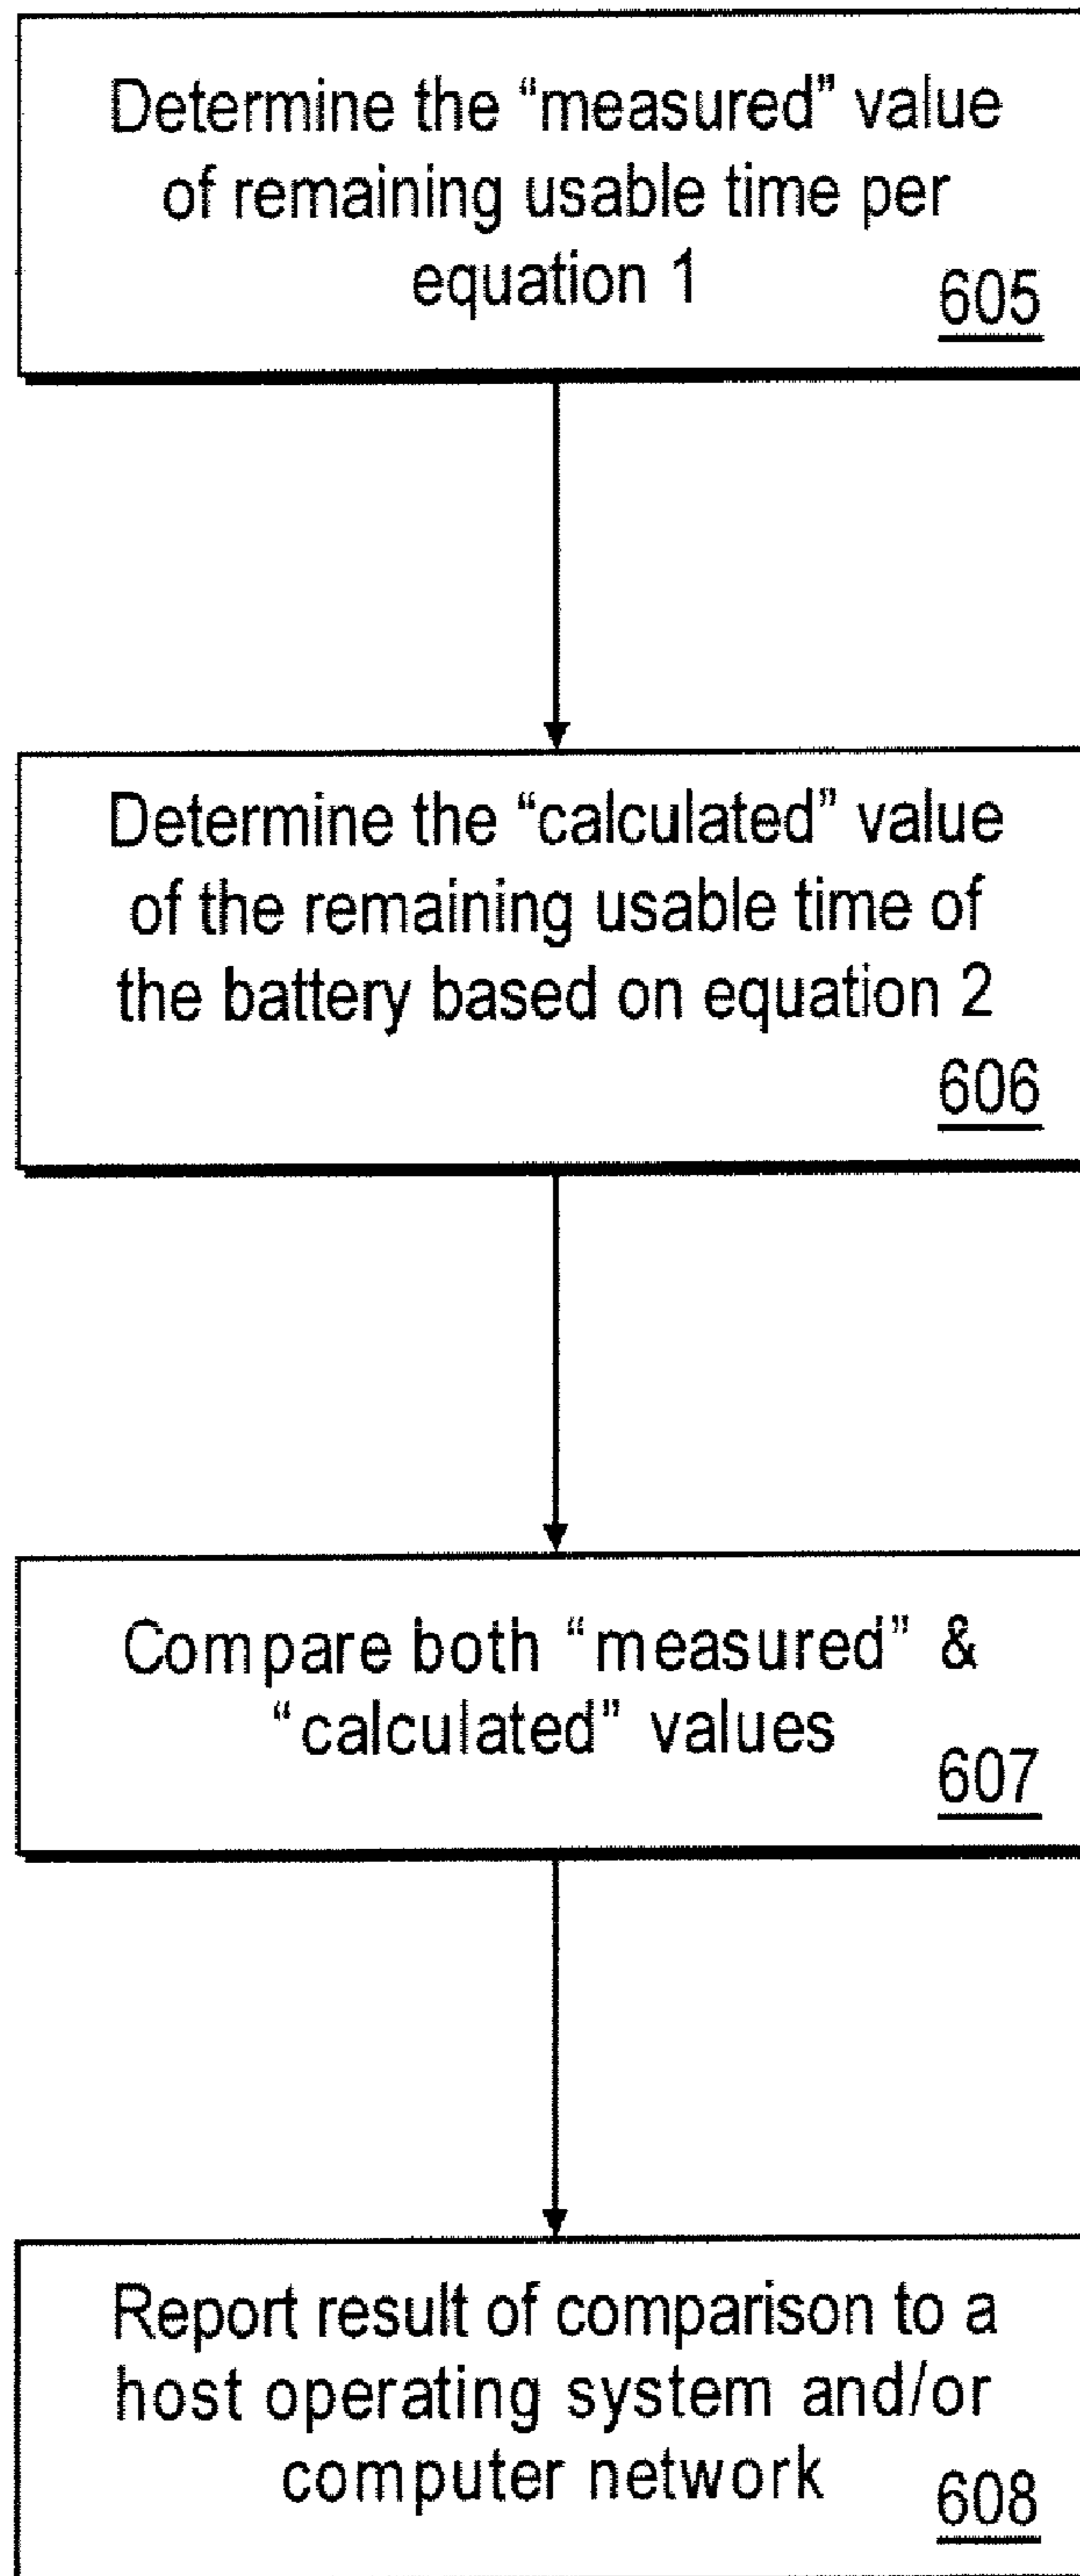 Determine the “measured” value
of remaining usable time per
equation 1
605
Determine the “calculated” value
of the remaining usable time of
the battery based on equation 2
606
Compare both “measured” &
“calculated” values
607
Report result of comparison to a
host operating system and/or
computer network
608